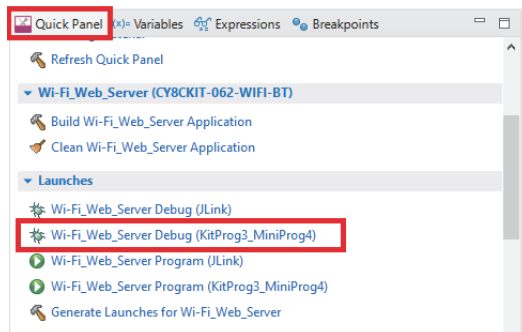 Quick Panel (x)= Variables Expressions Breakpoints
Refresh Quick Panel
Wi-Fi_Web_Server (CY8CKIT-062-WIFI-BT)
Build Wi-Fi_Web_Server Application
Clean Wi-Fi_Web_Server Application
Launches
Wi-Fi_Web_Server Debug (JLink)
Wi-Fi_Web_Server Debug (KitProg3_MiniProg4)
Wi-Fi_Web_Server Program (JLink)
Wi-Fi_Web_Server Program (KitProg3_MiniProg4)
Generate Launches for Wi-Fi_Web_Server